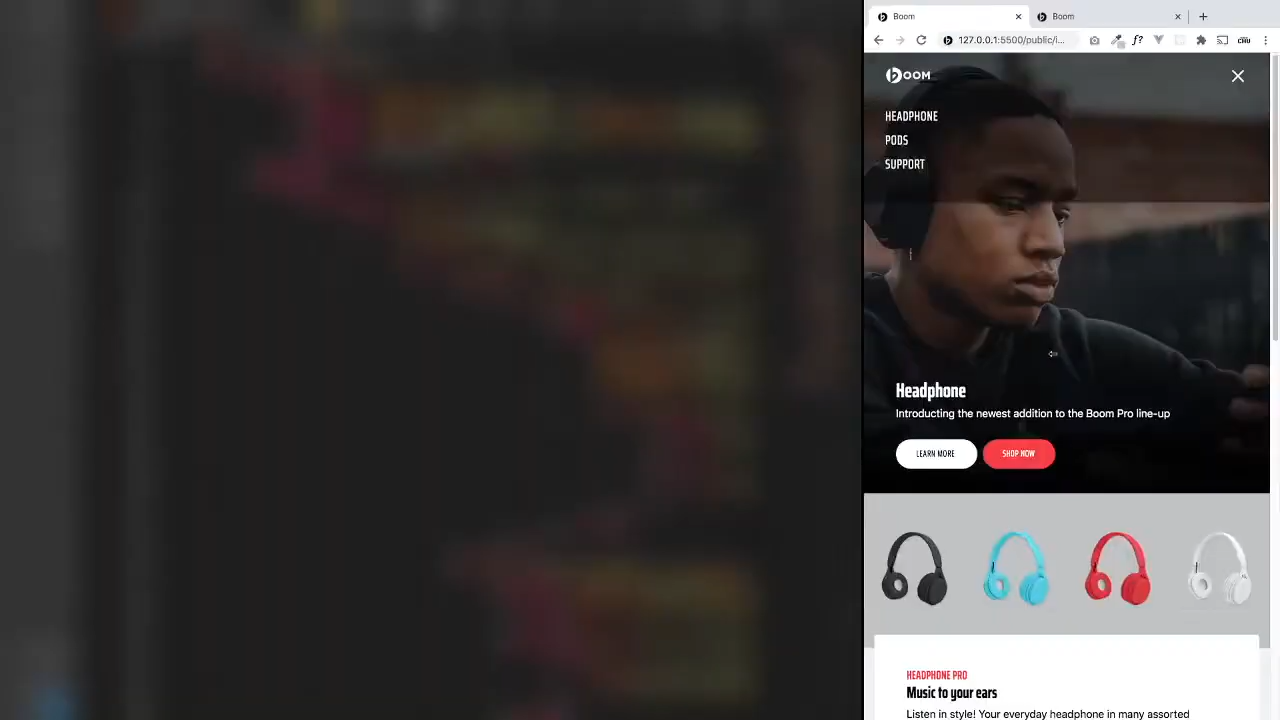 Boom
Boom
127.0.0.1:5500/public/i...
f?
BOOM
HEADPHONE
PODS
SUPPORT
Headphone
Introducting the newest addition to the Boom Pro line-up
LEARN MORE
SHOP NOW
HEADPHONE PRO
Music to your ears
Listen in style! Your everyday headphone in many assorted